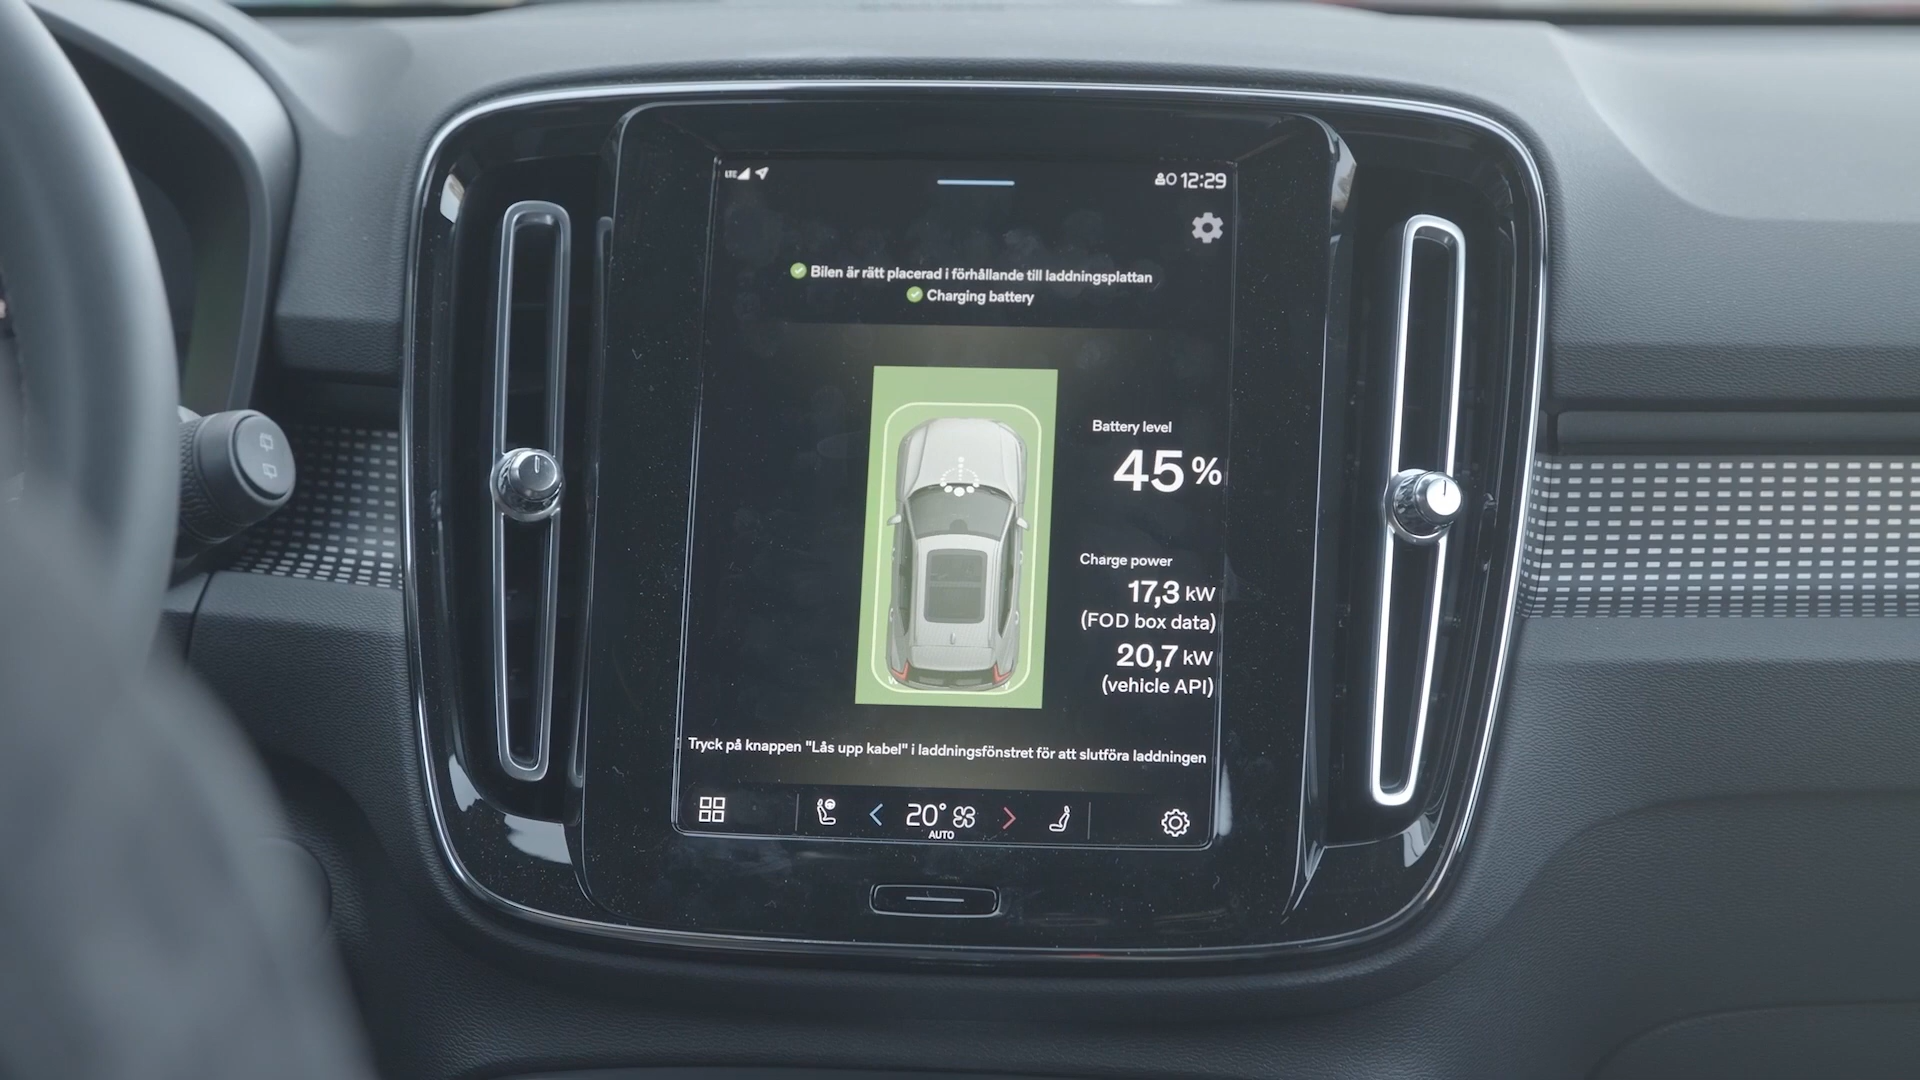 LTE
12:29
Bilen är rätt placerad i förhållande till laddningsplattan
Charging battery
Battery level
45 %
Charge power
17,3 kW
(FOD box data)
20,7 kW
(vehicle API)
Tryck på knappen "Lås upp kabel" i laddningsfönstret för att slutföra laddningen
20°
AUTO